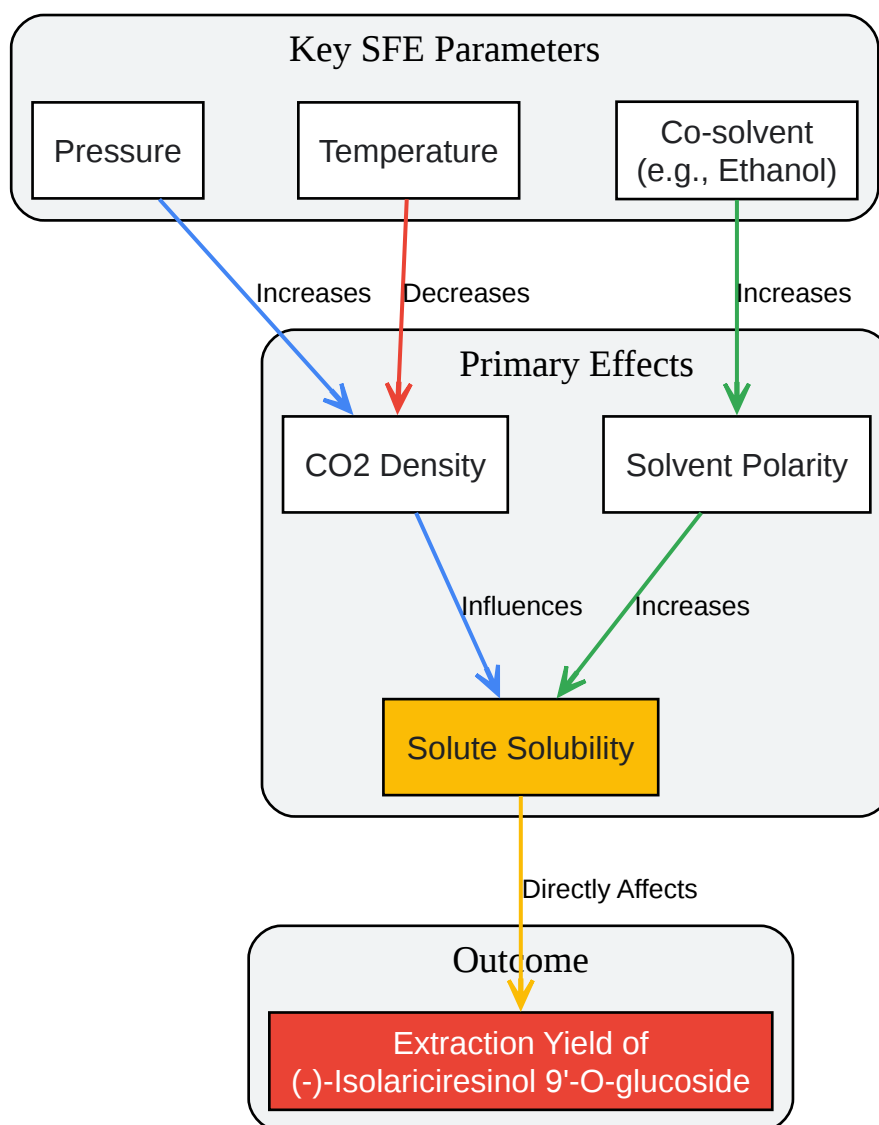 Key SFE Parameters
Pressure
Temperature
Co-solvent
(e.g., Ethanol)
Increases
Decreases
Increases
Primary Effects
CO2 Density
Solvent Polarity
Influences
Increases
Solute Solubility
Directly Affects
Outcome
Extraction Yield of
(-)-Isolariciresinol 9'-O-glucoside